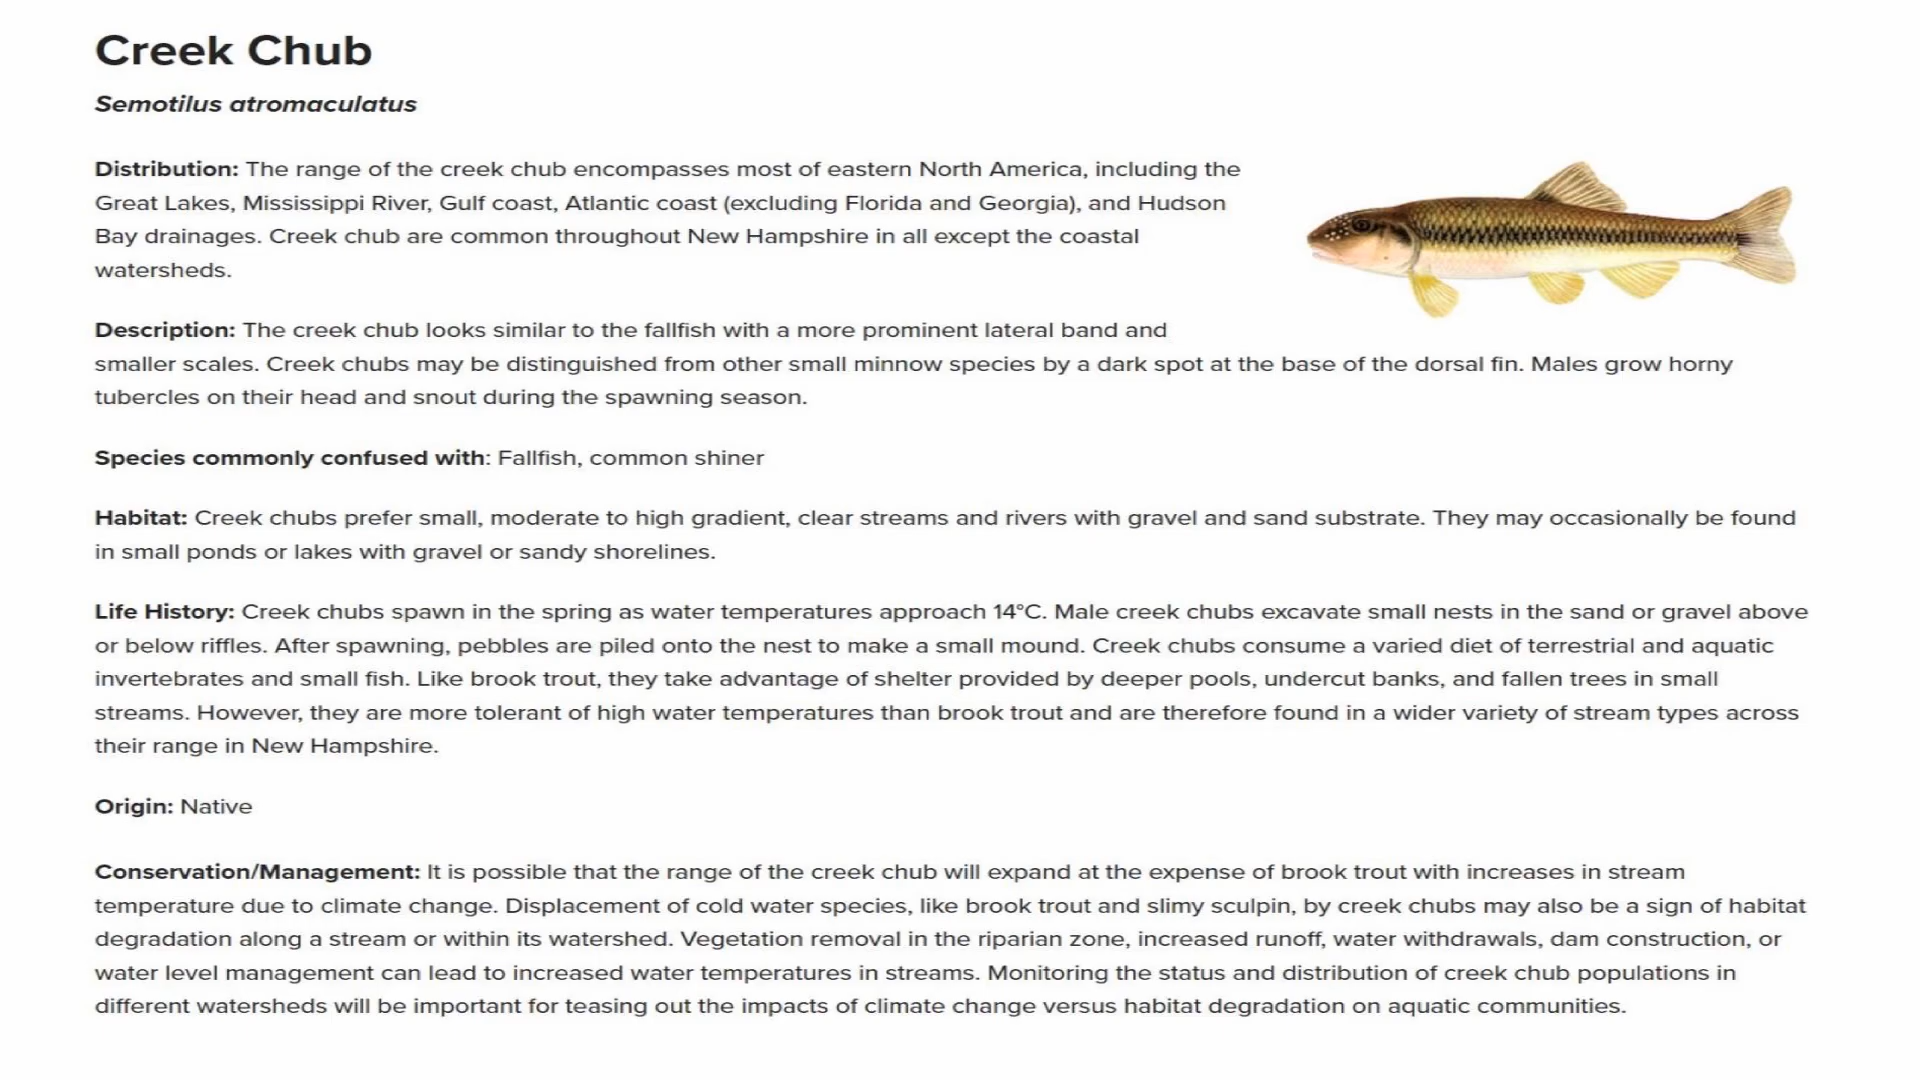 Creek Chub
Semotilus atromaculatus
Distribution: The range of the creek chub encompasses most of eastern North America, including the
Great Lakes, Mississippi River, Gulf coast, Atlantic coast (excluding Florida and Georgia), and Hudson
Bay drainages. Creek chub are common throughout New Hampshire in all except the coastal
watersheds.
Description: The creek chub looks similar to the fallfish with a more prominent lateral band and
smaller scales. Creek chubs may be distinguished from other small minnow species by a dark spot at the base of the dorsal fin. Males grow horny
tubercles on their head and snout during the spawning season.
Species commonly confused with: Fallfish, common shiner
Habitat: Creek chubs prefer small, moderate to high gradient, clear streams and rivers with gravel and sand substrate. They may occasionally be found
in small ponds or lakes with gravel or sandy shorelines.
Life History: Creek chubs spawn in the spring as water temperatures approach 14°C. Male creek chubs excavate small nests in the sand or gravel above
or below riffles. After spawning, pebbles are piled onto the nest to make a small mound. Creek chubs consume a varied diet of terrestrial and aquatic
invertebrates and small fish. Like brook trout, they take advantage of shelter provided by deeper pools, undercut banks, and fallen trees in small
streams. However, they are more tolerant of high water temperatures than brook trout and are therefore found in a wider variety of stream types across
their range in New Hampshire.
Origin: Native
Conservation/Management: It is possible that the range of the creek chub will expand at the expense of brook trout with increases in stream
temperature due to climate change. Displacement of cold water species, like brook trout and slimy sculpin, by creek chubs may also be a sign of habitat
degradation along a stream or within its watershed. Vegetation removal in the riparian zone, increased runoff, water withdrawals, dam construction, or
water level management can lead to increased water temperatures in streams. Monitoring the status and distribution of creek chub populations in
different watersheds will be important for teasing out the impacts of climate change versus habitat degradation on aquatic communities.